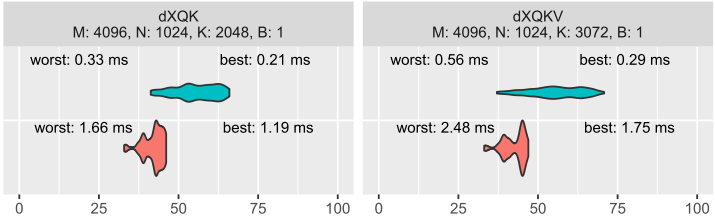 dXQK
M: 4096, N: 1024, K: 2048, B: 1
worst: 0.33 ms best: 0.21 ms
worst: 1.66 ms best: 1.19 ms
0 25 50 75 100
dXQKV
M: 4096, N: 1024, K: 3072, B: 1
worst: 0.56 ms best: 0.29 ms
worst: 2.48 ms best: 1.75 ms
0 25 50 75 100